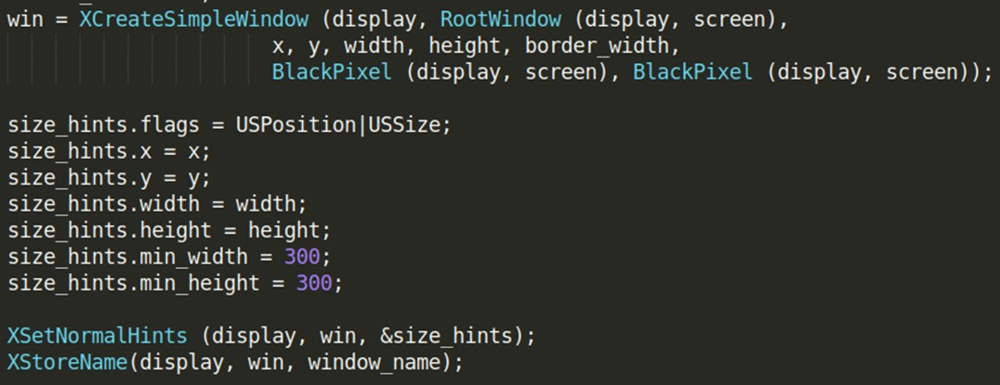 win = XCreateSimpleWindow (display, RootWindow (display, screen),
x, y, width, height, border_width,
BlackPixel (display, screen), BlackPixel (display, screen));
size_hints.flags = USPosition|USSize;
size_hints.x = x;
size_hints.y = y;
size_hints.width = width;
size_hints.height = height;
size_hints.min_width = 300;
size_hints.min_height = 300;
XSetNormalHints (display, win, &size_hints);
XStoreName(display, win, window_name);